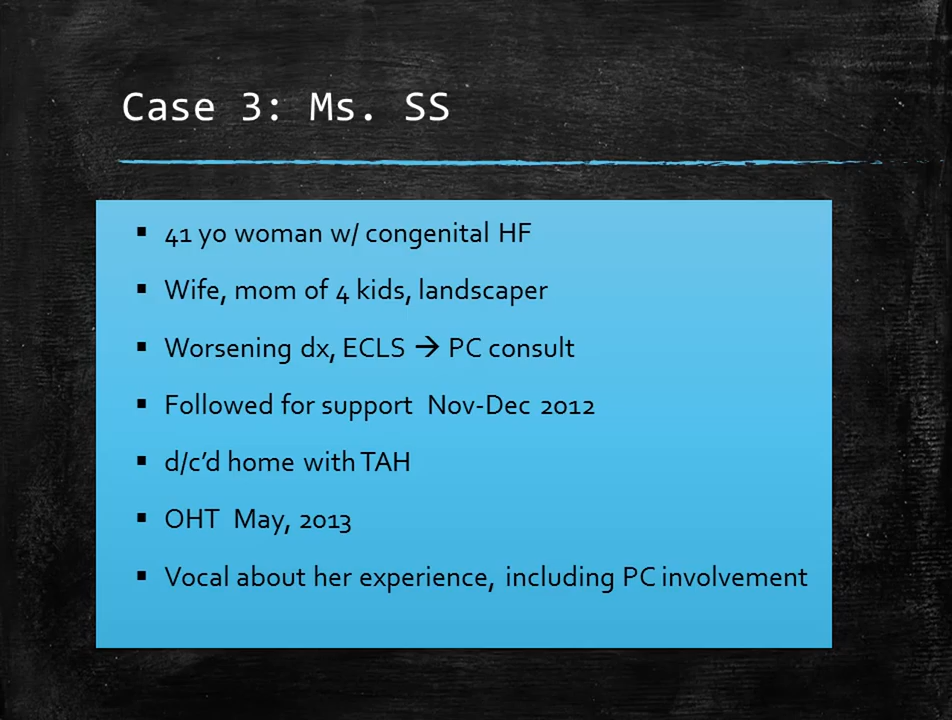 Case 3: Ms. SS
▪ 41 yo woman w/ congenital HF
▪ Wife, mom of 4 kids, landscaper
▪ Worsening dx, ECLS → PC consult
▪ Followed for support Nov-Dec 2012
▪ d/c’d home with TAH
▪ OHT May, 2013
▪ Vocal about her experience, including PC involvement